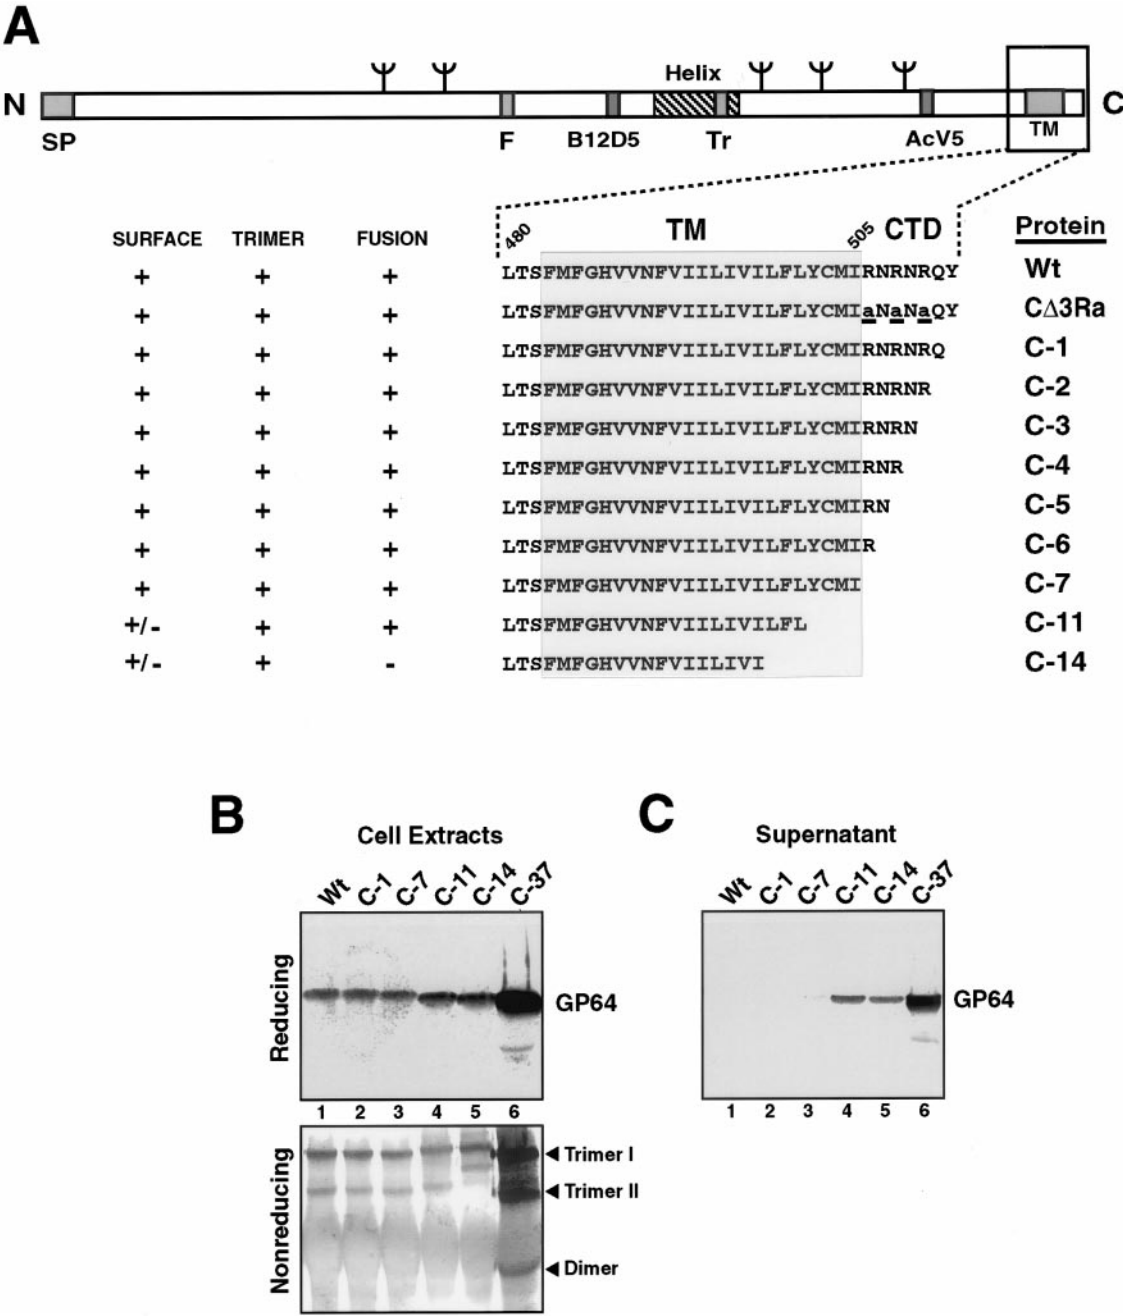 A
Helix
N
C
SP
F
B12D5
Tr
AcV5
TM
SURFACE TRIMER FUSION
480
TM
505
CTD
Protein
+ + + LTSFMFGHVVNFVIILIVILFLYCMIRNRNRQY Wt
+ + + LTSFMFGHVVNFVIILIVILFLYCMIaNaNaQY CΔ3Ra
+ + + LTSFMFGHVVNFVIILIVILFLYCMIRNRNRQ C-1
+ + + LTSFMFGHVVNFVIILIVILFLYCMIRNRNR C-2
+ + + LTSFMFGHVVNFVIILIVILFLYCMIRNRN C-3
+ + + LTSFMFGHVVNFVIILIVILFLYCMIRNR C-4
+ + + LTSFMFGHVVNFVIILIVILFLYCMIRN C-5
+ + + LTSFMFGHVVNFVIILIVILFLYCMIR C-6
+ + + LTSFMFGHVVNFVIILIVILFLYCMI C-7
+/- + + LTSFMFGHVVNFVIILIVILFL C-11
+/- + - LTSFMFGHVVNFVIILIVI C-14
B
Cell Extracts
Wt C-1 C-7 C-11 C-14 C-37
Reducing
GP64
1 2 3 4 5 6
Nonreducing
Trimer I
Trimer II
Dimer
C
Supernatant
Wt C-1 C-7 C-11 C-14 C-37
GP64
1 2 3 4 5 6